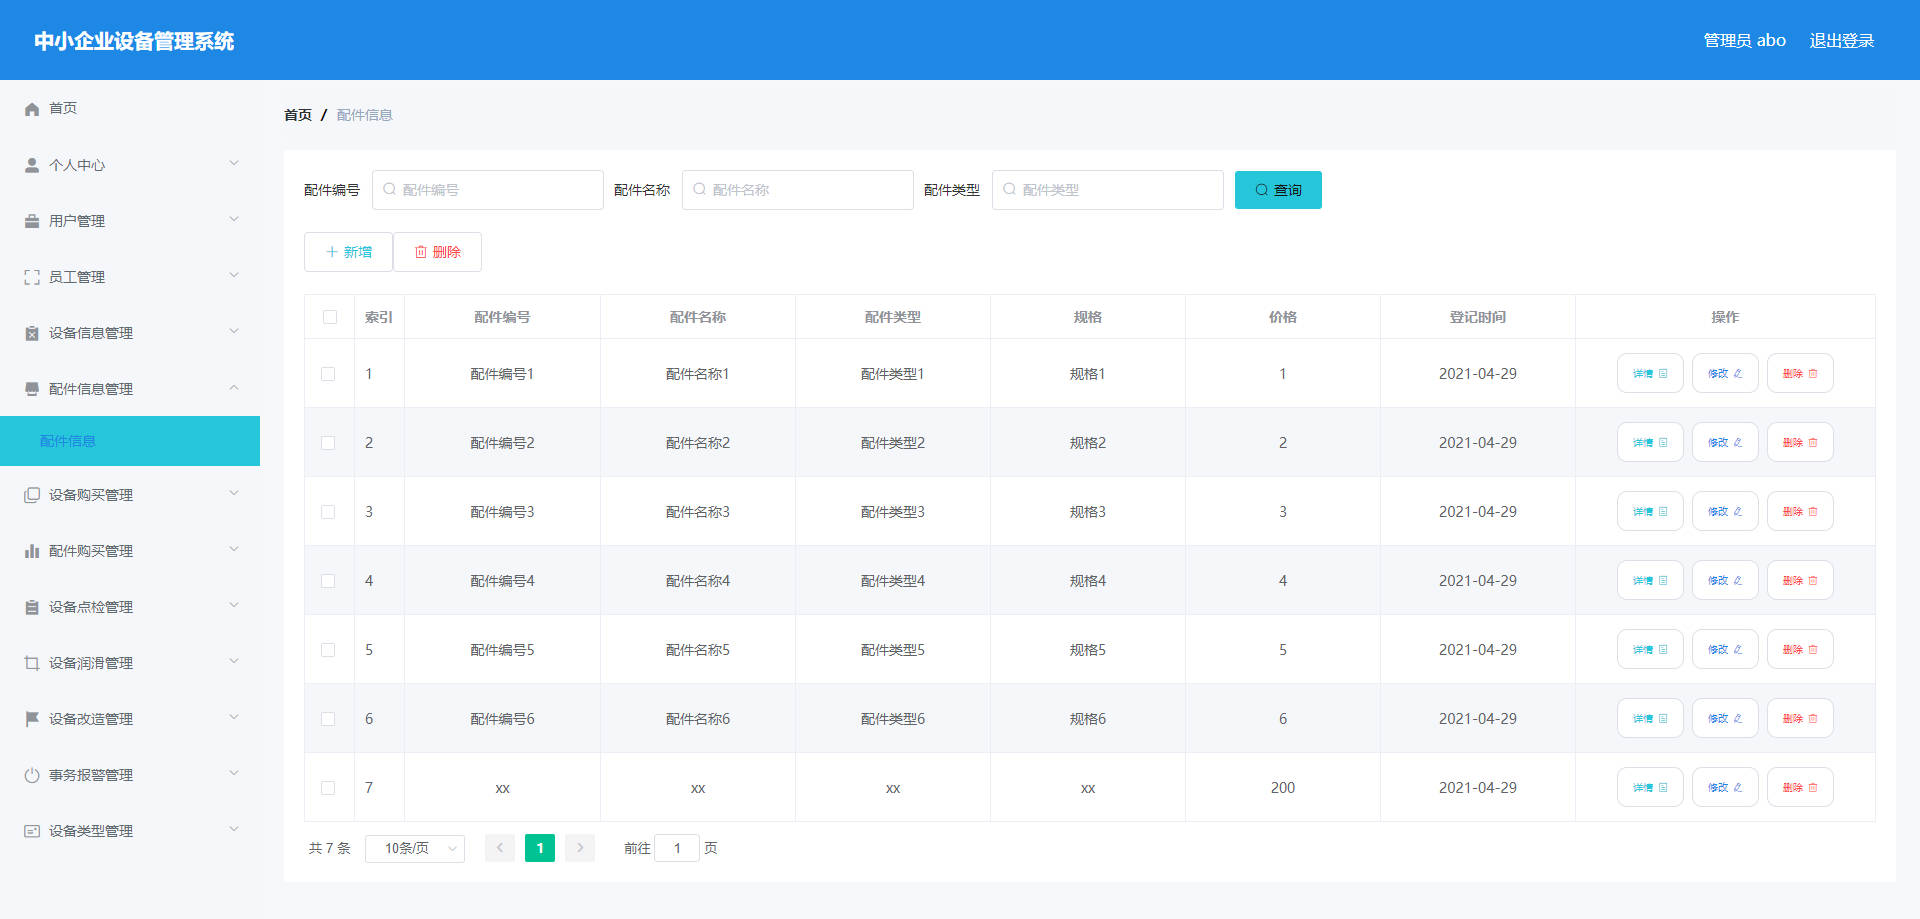 中小企业设备管理系统
管理员 abo 退出登录
首页
个人中心
用户管理
员工管理
设备信息管理
配件信息管理
配件信息
设备购买管理
配件购买管理
设备点检管理
设备润滑管理
设备改造管理
事务报警管理
设备类型管理
首页 / 配件信息
配件编号 配件编号 配件名称 配件名称 配件类型 配件类型 查询
新增 删除
索引 配件编号 配件名称 配件类型 规格 价格 登记时间 操作
1 配件编号1 配件名称1 配件类型1 规格1 1 2021-04-29 详情 修改 删除
2 配件编号2 配件名称2 配件类型2 规格2 2 2021-04-29 详情 修改 删除
3 配件编号3 配件名称3 配件类型3 规格3 3 2021-04-29 详情 修改 删除
4 配件编号4 配件名称4 配件类型4 规格4 4 2021-04-29 详情 修改 删除
5 配件编号5 配件名称5 配件类型5 规格5 5 2021-04-29 详情 修改 删除
6 配件编号6 配件名称6 配件类型6 规格6 6 2021-04-29 详情 修改 删除
7 xx xx xx xx 200 2021-04-29 详情 修改 删除
共 7 条 10条/页 1 前往 1 页